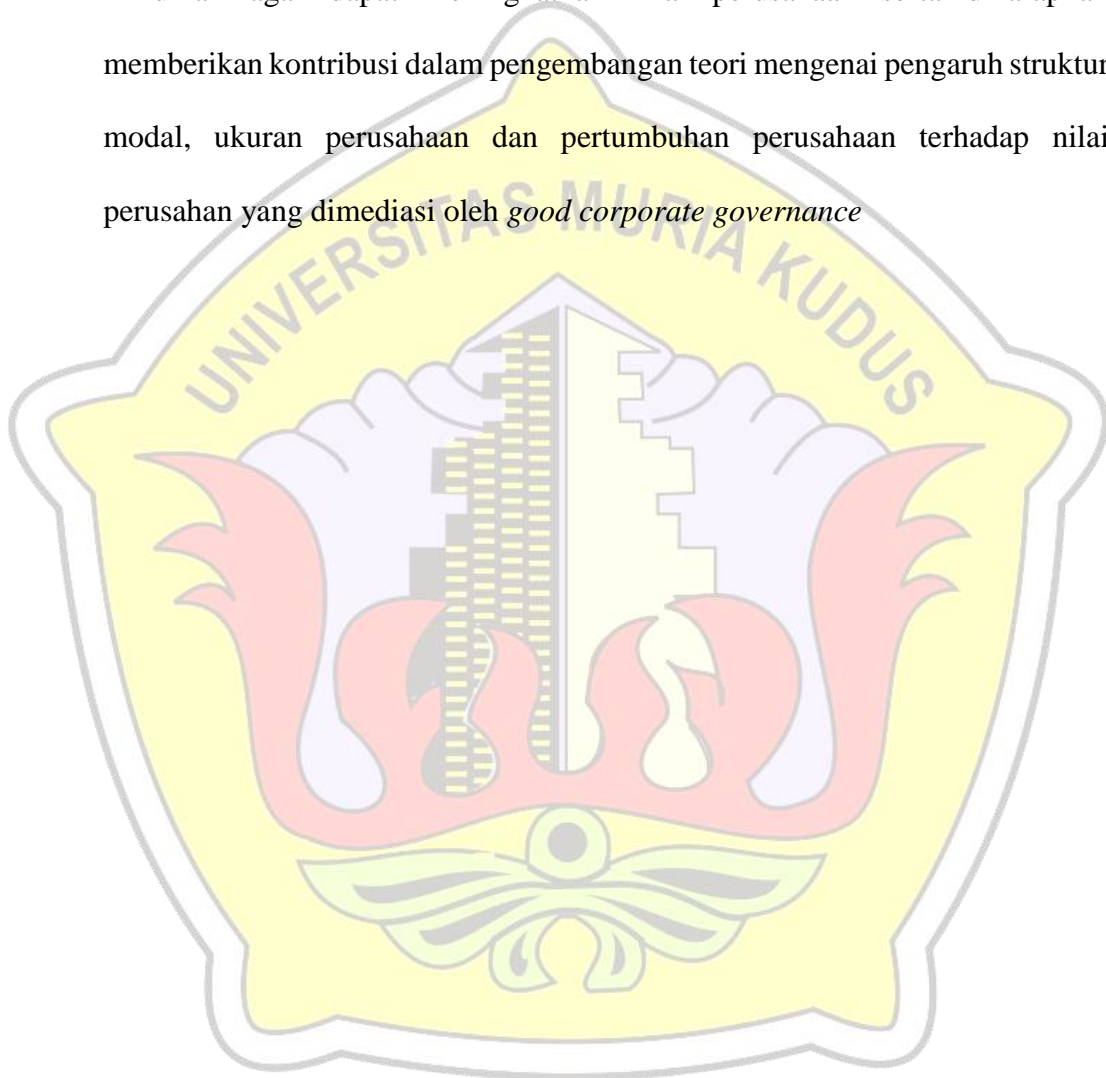 memberikan kontribusi dalam pengembangan teori mengenai pengaruh struktur
modal, ukuran perusahaan dan pertumbuhan perusahaan terhadap nilai
perusahan yang dimediasi oleh good corporate governance
UNIVERSITAS MURIA KUDUS